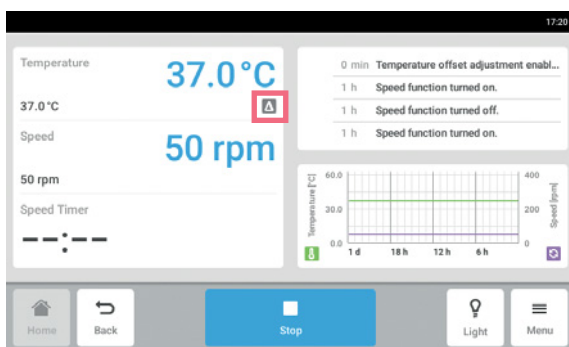 17:20
Temperature
37.0°C
37.0°C
Δ
Speed
50 rpm
50 rpm
Speed Timer
--:--
0 min Temperature offset adjustment enabl...
1 h Speed function turned on.
1 h Speed function turned off.
1 h Speed function turned on.
Temperature [°C]
60.0
30.0
0.0
400
200
0
Speed [rpm]
1 d 18 h 12 h 6 h
Home
Back
Stop
Light
Menu